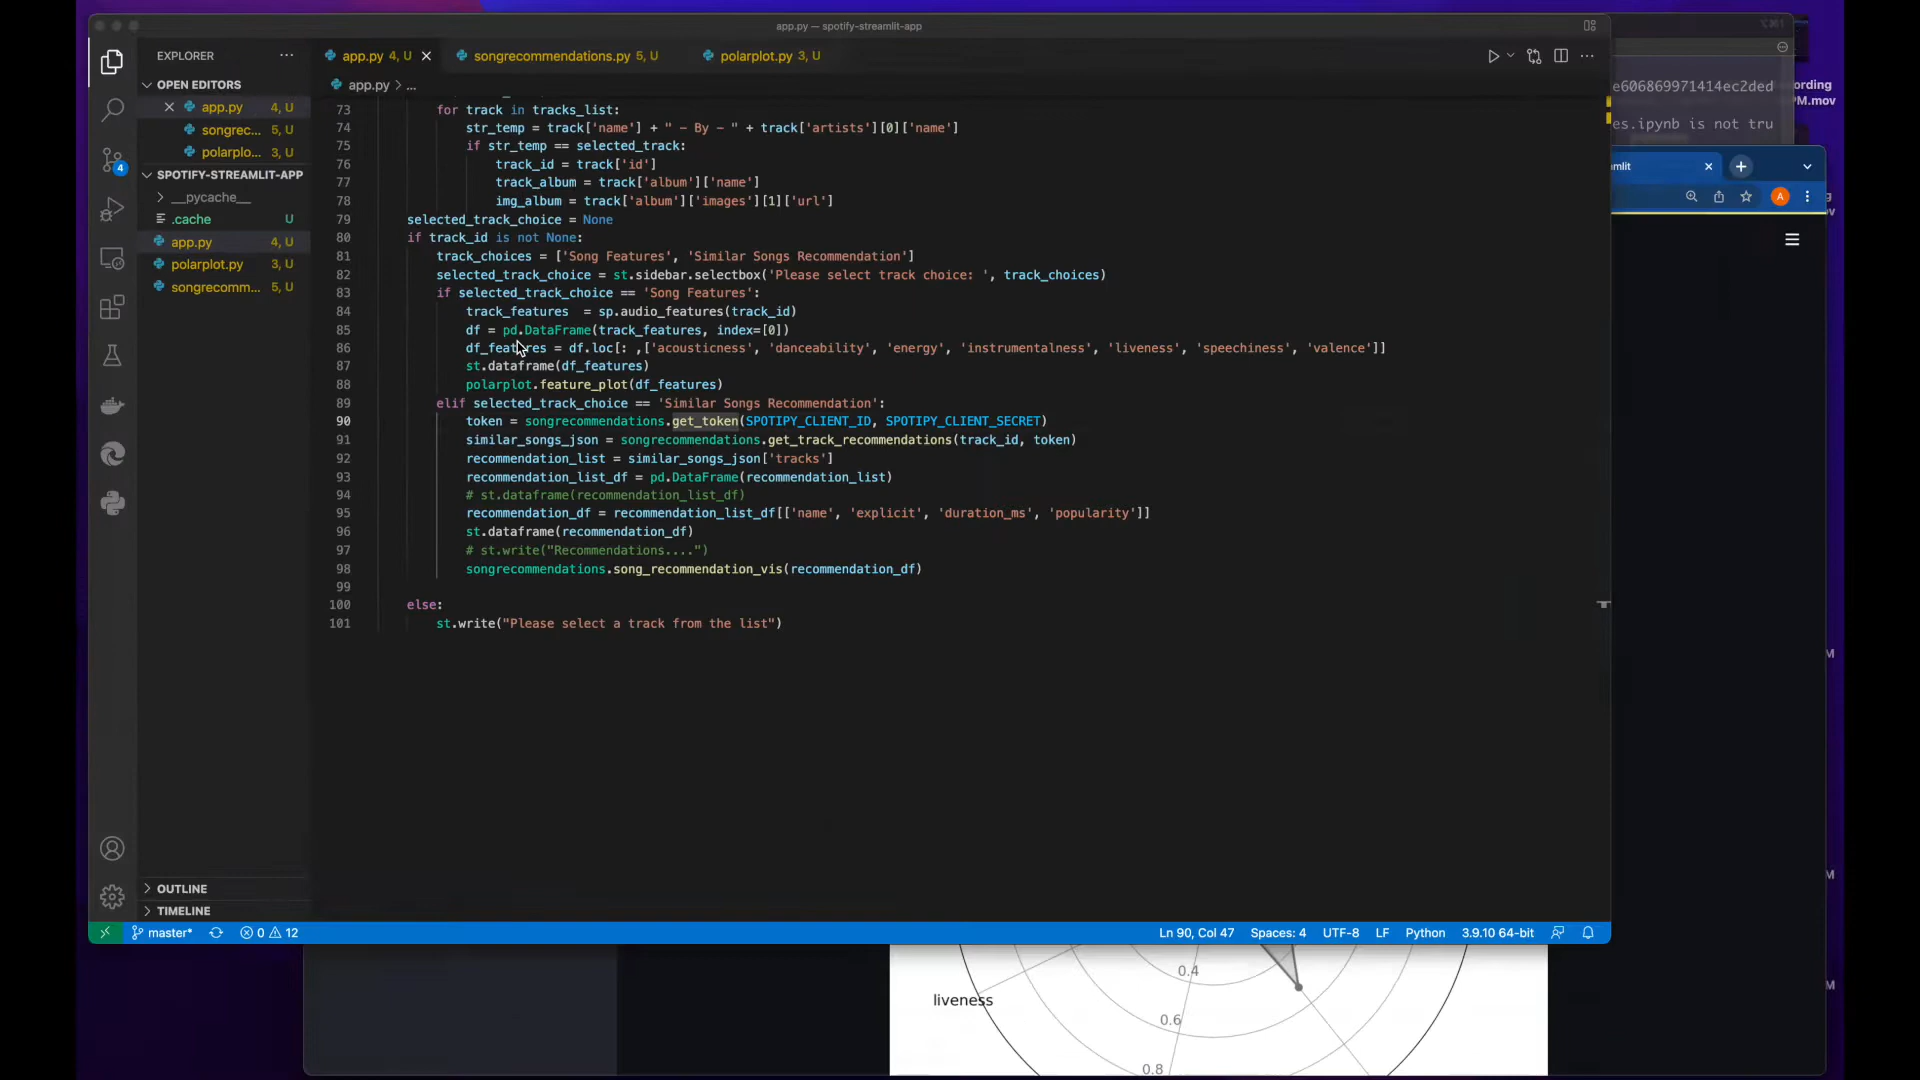 app.py — spotify-streamlit-app
EXPLORER
OPEN EDITORS
app.py 4, U
songrec... 5, U
polarplo... 3, U
SPOTIFY-STREAMLIT-APP
__pycache__
.cache U
app.py 4, U
polarplot.py 3, U
songrecomm... 5, U
OUTLINE
TIMELINE
4
app.py 4, U
songrecommendations.py 5, U
polarplot.py 3, U
app.py > ...
73 for track in tracks_list:
74 str_temp = track['name'] + " - By - " + track['artists'][0]['name']
75 if str_temp == selected_track:
76 track_id = track['id']
77 track_album = track['album']['name']
78 img_album = track['album']['images'][1]['url']
79 selected_track_choice = None
80 if track_id is not None:
81 track_choices = ['Song Features', 'Similar Songs Recommendation']
82 selected_track_choice = st.sidebar.selectbox('Please select track choice: ', track_choices)
83 if selected_track_choice == 'Song Features':
84 track_features  = sp.audio_features(track_id)
85 df = pd.DataFrame(track_features, index=[0])
86 df_features = df.loc[: ,['acousticness', 'danceability', 'energy', 'instrumentalness', 'liveness', 'speechiness', 'valence']]
87 st.dataframe(df_features)
88 polarplot.feature_plot(df_features)
89 elif selected_track_choice == 'Similar Songs Recommendation':
90 token = songrecommendations.get_token(SPOTIPY_CLIENT_ID, SPOTIPY_CLIENT_SECRET)
91 similar_songs_json = songrecommendations.get_track_recommendations(track_id, token)
92 recommendation_list = similar_songs_json['tracks']
93 recommendation_list_df = pd.DataFrame(recommendation_list)
94 # st.dataframe(recommendation_list_df)
95 recommendation_df = recommendation_list_df[['name', 'explicit', 'duration_ms', 'popularity']]
96 st.dataframe(recommendation_df)
97 # st.write("Recommendations....")
98 songrecommendations.song_recommendation_vis(recommendation_df)
99
100 else:
101 st.write("Please select a track from the list")
master* 0 12
Ln 90, Col 47 Spaces: 4 UTF-8 LF Python 3.9.10 64-bit
e606869971414ec2ded
es.ipynb is not tru
ording
PM.mov
mlit
A
liveness
0.4
0.6
0.8